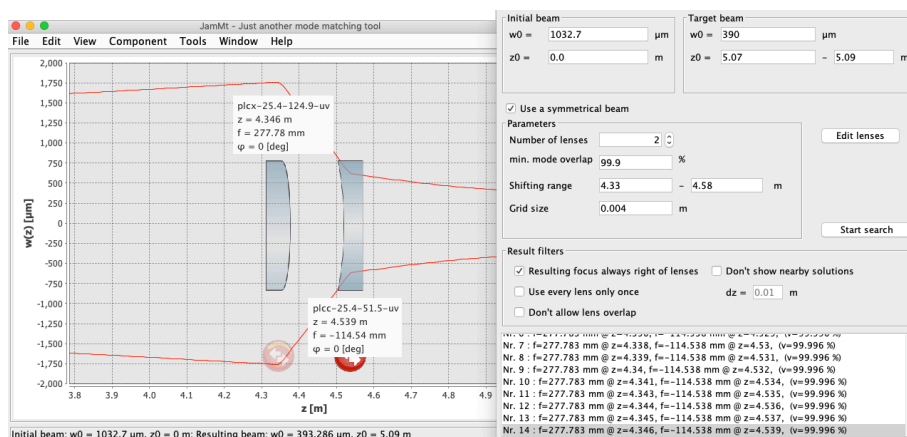 JamMt - Just another mode matching tool
File Edit View Component Tools Window Help
2,000
1,750
1,500
1,250
1,000
750
500
250
0
-250
-500
-750
-1,000
-1,250
-1,500
-1,750
-2,000
w(z) [µm]
plcx-25.4-124.9-uv
z = 4.346 m
f = 277.78 mm
φ = 0 [deg]
plcc-25.4-51.5-uv
z = 4.539 m
f = -114.54 mm
φ = 0 [deg]
3.8 3.9 4.0 4.1 4.2 4.3 4.4 4.5 4.6 4.7 4.8 4.9
z [m]
Initial beam: w0 = 1032.7 um, z0 = 0 m; Resulting beam: w0 = 393.286 um, z0 = 5.09 m
Initial beam
w0 = 1032.7 µm
z0 = 0.0 m
Target beam
w0 = 390 µm
z0 = 5.07 - 5.09 m
Use a symmetrical beam
Parameters
Number of lenses 2
min. mode overlap 99.9 %
Shifting range 4.33 - 4.58 m
Grid size 0.004 m
Edit lenses
Start search
Result filters
Resulting focus always right of lenses Don't show nearby solutions
Use every lens only once dz = 0.01 m
Don't allow lens overlap
Nr. 7 : f=277.783 mm @ z=4.338, f=-114.538 mm @ z=4.53, (v=99.996 %)
Nr. 8 : f=277.783 mm @ z=4.339, f=-114.538 mm @ z=4.531, (v=99.996 %)
Nr. 9 : f=277.783 mm @ z=4.34, f=-114.538 mm @ z=4.532, (v=99.996 %)
Nr. 10 : f=277.783 mm @ z=4.341, f=-114.538 mm @ z=4.534, (v=99.996 %)
Nr. 11 : f=277.783 mm @ z=4.343, f=-114.538 mm @ z=4.535, (v=99.996 %)
Nr. 12 : f=277.783 mm @ z=4.344, f=-114.538 mm @ z=4.536, (v=99.996 %)
Nr. 13 : f=277.783 mm @ z=4.345, f=-114.538 mm @ z=4.537, (v=99.996 %)
Nr. 14 : f=277.783 mm @ z=4.346, f=-114.538 mm @ z=4.539, (v=99.996 %)